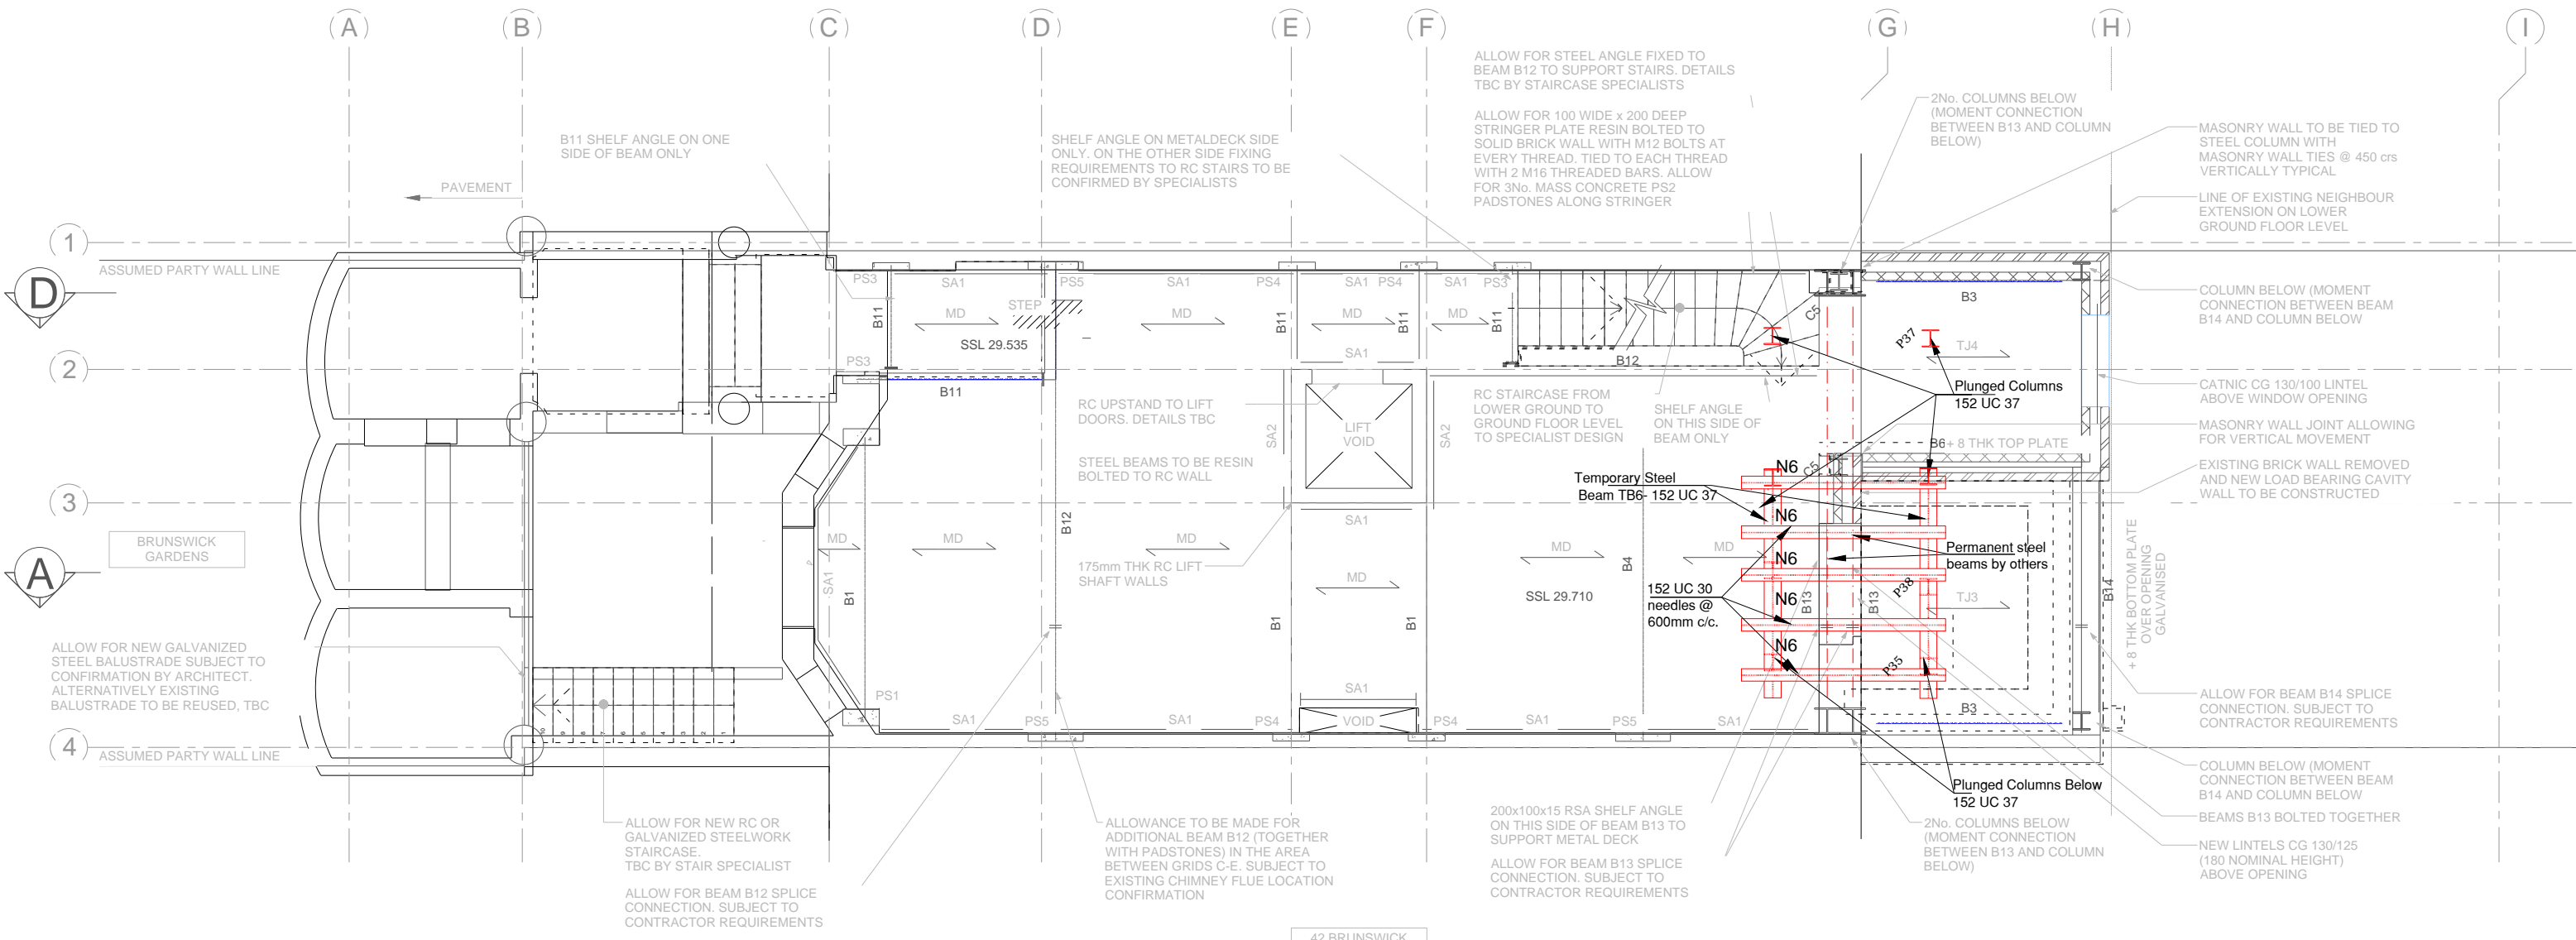 A
B
C
D
E
F
G
H
I
1
2
3
4
D
A
ASSUMED PARTY WALL LINE
ASSUMED PARTY WALL LINE
PAVEMENT
BRUNSWICK
GARDENS
B11 SHELF ANGLE ON ONE
SIDE OF BEAM ONLY
SHELF ANGLE ON METALDECK SIDE
ONLY. ON THE OTHER SIDE FIXING
REQUIREMENTS TO RC STAIRS TO BE
CONFIRMED BY SPECIALISTS
ALLOW FOR STEEL ANGLE FIXED TO
BEAM B12 TO SUPPORT STAIRS. DETAILS
TBC BY STAIRCASE SPECIALISTS
ALLOW FOR 100 WIDE x 200 DEEP
STRINGER PLATE RESIN BOLTED TO
SOLID BRICK WALL WITH M12 BOLTS AT
EVERY THREAD. TIED TO EACH THREAD
WITH 2 M16 THREADED BARS. ALLOW
FOR 3No. MASS CONCRETE PS2
PADSTONES ALONG STRINGER
2No. COLUMNS BELOW
(MOMENT CONNECTION
BETWEEN B13 AND COLUMN
BELOW)
MASONRY WALL TO BE TIED TO
STEEL COLUMN WITH
MASONRY WALL TIES @ 450 crs
VERTICALLY TYPICAL
LINE OF EXISTING NEIGHBOUR
EXTENSION ON LOWER
GROUND FLOOR LEVEL
COLUMN BELOW (MOMENT
CONNECTION BETWEEN BEAM
B14 AND COLUMN BELOW
CATNIC CG 130/100 LINTEL
ABOVE WINDOW OPENING
MASONRY WALL JOINT ALLOWING
FOR VERTICAL MOVEMENT
EXISTING BRICK WALL REMOVED
AND NEW LOAD BEARING CAVITY
WALL TO BE CONSTRUCTED
ALLOW FOR BEAM B14 SPLICE
CONNECTION. SUBJECT TO
CONTRACTOR REQUIREMENTS
COLUMN BELOW (MOMENT
CONNECTION BETWEEN BEAM
B14 AND COLUMN BELOW
BEAMS B13 BOLTED TOGETHER
NEW LINTELS CG 130/125
(180 NOMINAL HEIGHT)
ABOVE OPENING
PS3
SA1
PS5
SA1
PS4
SA1
PS4
SA1
PS3
STEP
MD
MD
MD
MD
B11
B11
B11
B11
SSL 29.535
PS3
B11
SA1
B12
C5
B3
P37
TJ4
Plunged Columns
152 UC 37
B6+ 8 THK TOP PLATE
RC UPSTAND TO LIFT
DOORS. DETAILS TBC
STEEL BEAMS TO BE RESIN
BOLTED TO RC WALL
SA2
LIFT
VOID
SA2
RC STAIRCASE FROM
LOWER GROUND TO
GROUND FLOOR LEVEL
TO SPECIALIST DESIGN
SHELF ANGLE
ON THIS SIDE OF
BEAM ONLY
C5
N6
Temporary Steel
Beam TB6- 152 UC 37
N6
N6
N6
N6
SA1
B12
MD
MD
MD
MD
MD
MD
SA1
B1
175mm THK RC LIFT
SHAFT WALLS
B1
B1
SSL 29.710
B4
152 UC 30
needles @
600mm c/c.
Permanent steel
beams by others
B13
B13
P38
TJ3
P35
B14
+ 8 THK BOTTOM PLATE
OVER OPENING
GALVANISED
B3
PS1
SA1
PS5
SA1
PS4
SA1
VOID
PS4
SA1
PS5
SA1
Plunged Columns Below
152 UC 37
ALLOW FOR NEW GALVANIZED
STEEL BALUSTRADE SUBJECT TO
CONFIRMATION BY ARCHITECT.
ALTERNATIVELY EXISTING
BALUSTRADE TO BE REUSED, TBC
10
9
8
7
6
5
4
3
2
1
ALLOW FOR NEW RC OR
GALVANIZED STEELWORK
STAIRCASE.
TBC BY STAIR SPECIALIST
ALLOW FOR BEAM B12 SPLICE
CONNECTION. SUBJECT TO
CONTRACTOR REQUIREMENTS
ALLOWANCE TO BE MADE FOR
ADDITIONAL BEAM B12 (TOGETHER
WITH PADSTONES) IN THE AREA
BETWEEN GRIDS C-E. SUBJECT TO
EXISTING CHIMNEY FLUE LOCATION
CONFIRMATION
200x100x15 RSA SHELF ANGLE
ON THIS SIDE OF BEAM B13 TO
SUPPORT METAL DECK
ALLOW FOR BEAM B13 SPLICE
CONNECTION. SUBJECT TO
CONTRACTOR REQUIREMENTS
2No. COLUMNS BELOW
(MOMENT CONNECTION
BETWEEN B13 AND COLUMN
BELOW)
42 BRUNSWICK